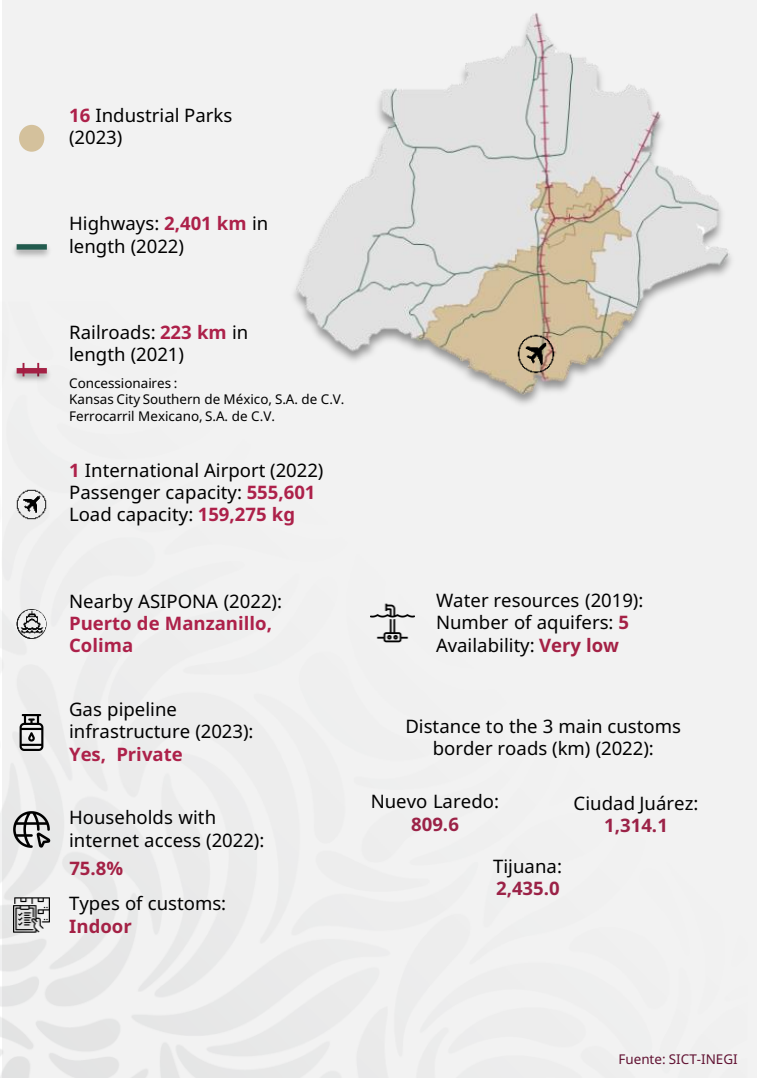 16 Industrial Parks
(2023)
Highways: 2,401 km in
length (2022)
Railroads: 223 km in
length (2021)
Concessionaires :
Kansas City Southern de México, S.A. de C.V.
Ferrocarril Mexicano, S.A. de C.V.
1 International Airport (2022)
Passenger capacity: 555,601
Load capacity: 159,275 kg
Nearby ASIPONA (2022):
Puerto de Manzanillo,
Colima
Water resources (2019):
Number of aquifers: 5
Availability: Very low
Gas pipeline
infrastructure (2023):
Yes, Private
Distance to the 3 main customs
border roads (km) (2022):
Nuevo Laredo:
809.6
Ciudad Juárez:
1,314.1
Tijuana:
2,435.0
Households with
internet access (2022):
75.8%
Types of customs:
Indoor
Fuente: SICT-INEGI